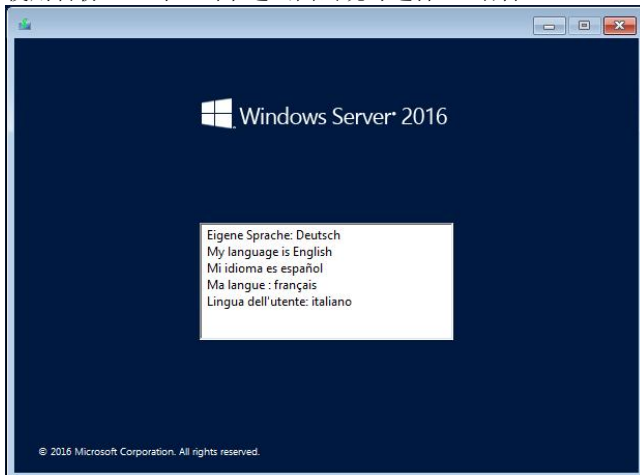 Windows Server 2016
Eigene Sprache: Deutsch
My language is English
Mi idioma es español
Ma langue : français
Lingua dell'utente: italiano
© 2016 Microsoft Corporation. All rights reserved.